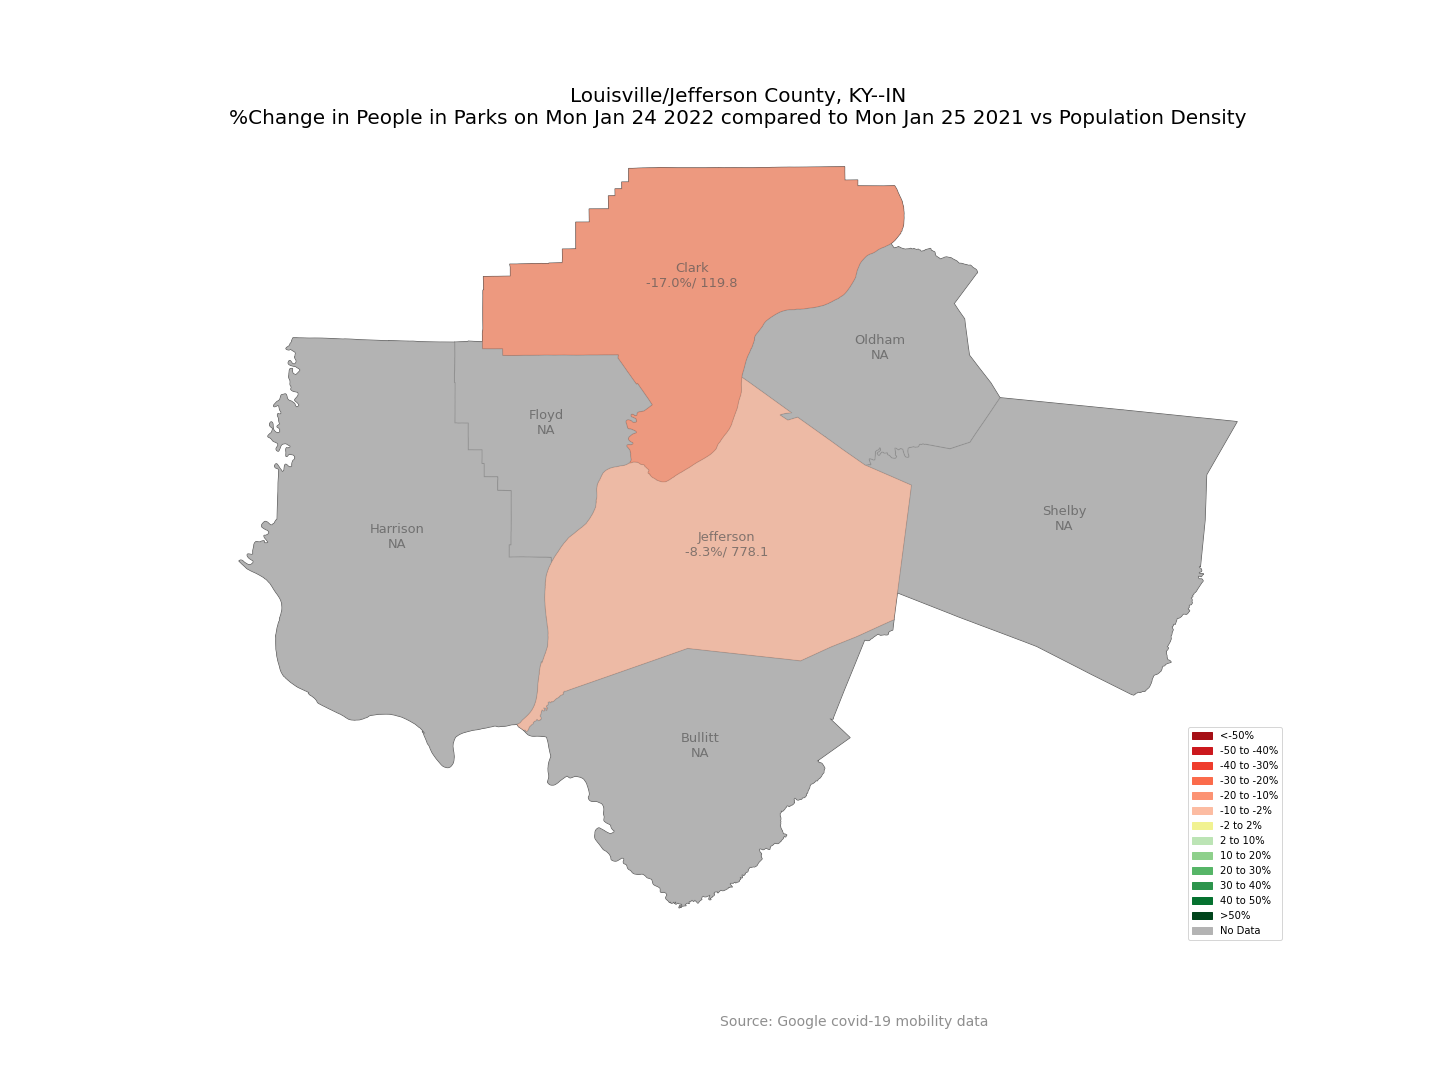 Louisville/Jefferson County, KY--IN
%Change in People in Parks on Mon Jan 24 2022 compared to Mon Jan 25 2021 vs Population Density
Clark
-17.0%/ 119.8
Oldham
NA
Floyd
NA
Shelby
NA
Harrison
NA
Jefferson
-8.3%/ 778.1
Bullitt
NA
<-50%
-50 to -40%
-40 to -30%
-30 to -20%
-20 to -10%
-10 to -2%
-2 to 2%
2 to 10%
10 to 20%
20 to 30%
30 to 40%
40 to 50%
>50%
No Data
Source: Google covid-19 mobility data